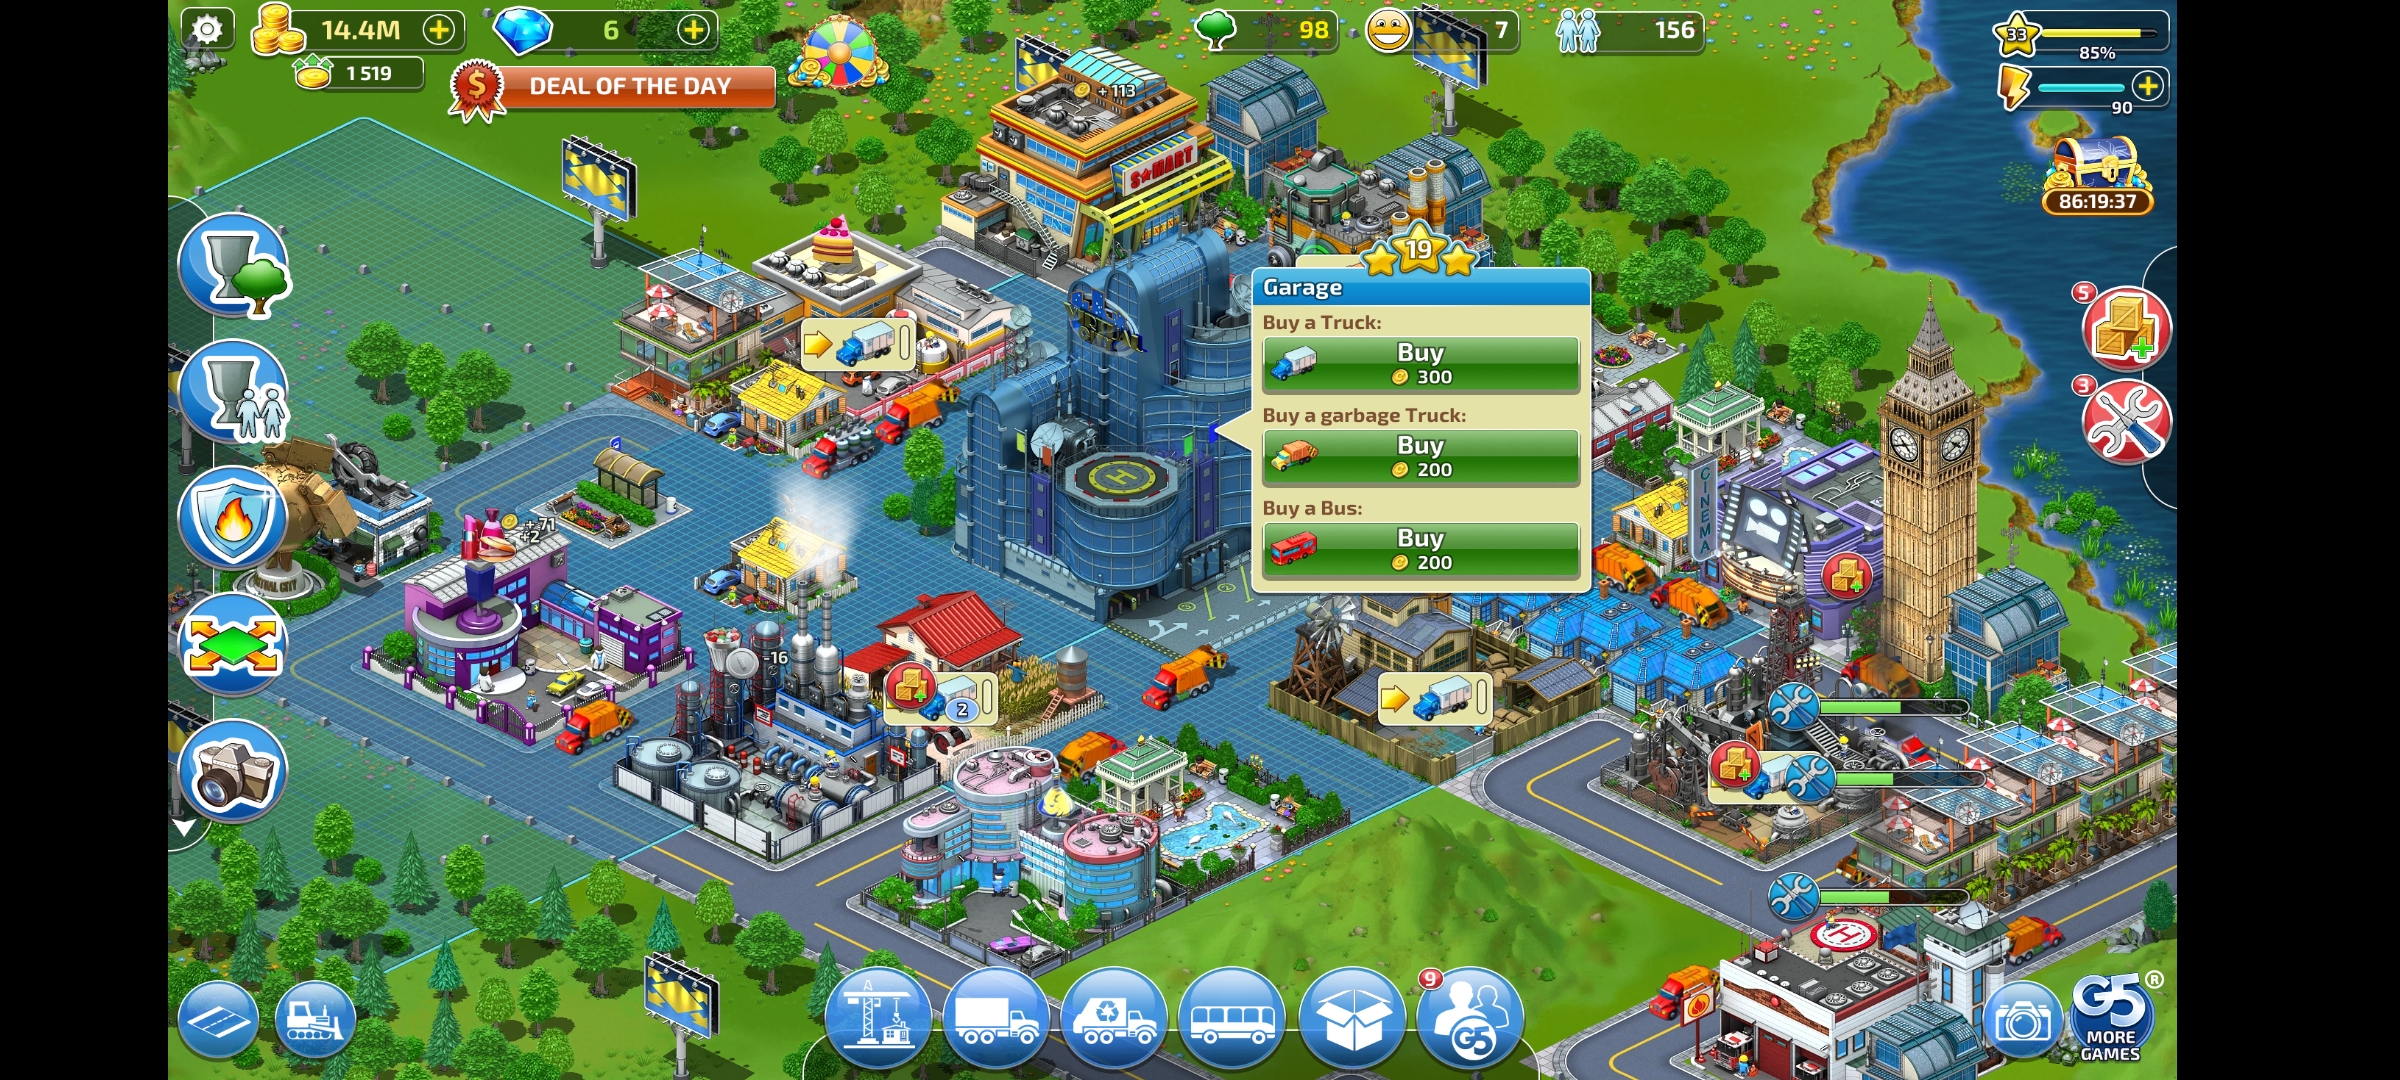 14.4M
6
98
7
156
33
85%
1 519
DEAL OF THE DAY
90
+113
S★MART
86:19:37
19
Garage
Buy a Truck:
Buy
300
Buy a garbage Truck:
Buy
200
Buy a Bus:
Buy
200
5
3
CINEMA
+71
+2
-16
2
H
H
9
G5
G5®
MORE
GAMES